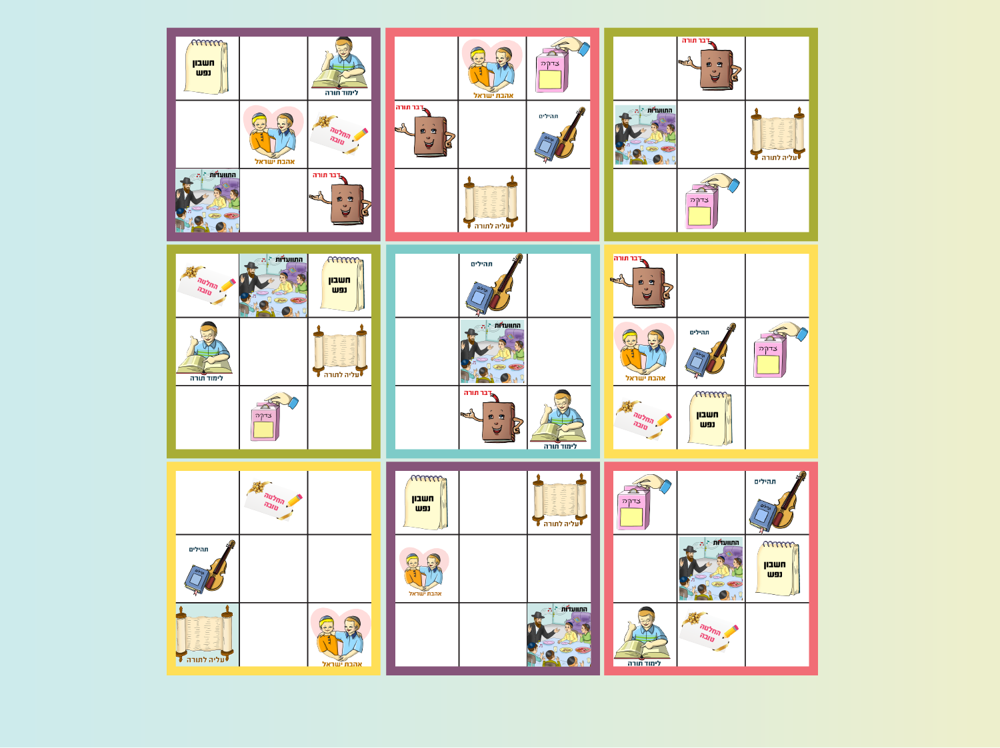 חשבון
נפש
לימוד תורה
אהבת ישראל
החלטה
טובה
התוועדות
דבר תורה
אהבת ישראל
צדקה
דבר תורה
תהילים
עליה לתורה
דבר תורה
התוועדות
עליה לתורה
צדקה
החלטה
טובה
התוועדות
חשבון
נפש
לימוד תורה
עליה לתורה
צדקה
תהילים
תהילים
התוועדות
דבר תורה
לימוד תורה
דבר תורה
אהבת ישראל
תהילים
צדקה
החלטה
טובה
חשבון
נפש
החלטה
טובה
תהילים
עליה לתורה
אהבת ישראל
חשבון
נפש
עליה לתורה
אהבת ישראל
התוועדות
צדקה
תהילים
התוועדות
חשבון
נפש
לימוד תורה
החלטה
טובה